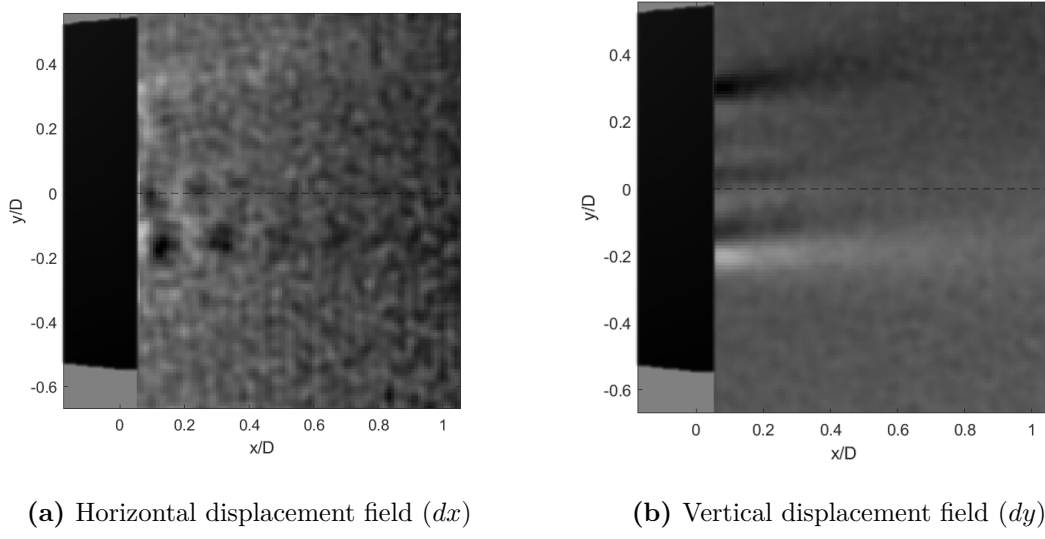 0.4
0.2
0
-0.2
-0.4
-0.6
y/D
0 0.2 0.4 0.6 0.8 1
x/D
0.4
0.2
0
-0.2
-0.4
-0.6
y/D
0 0.2 0.4 0.6 0.8 1
x/D
(a) Horizontal displacement field (dx)
(b) Vertical displacement field (dy)